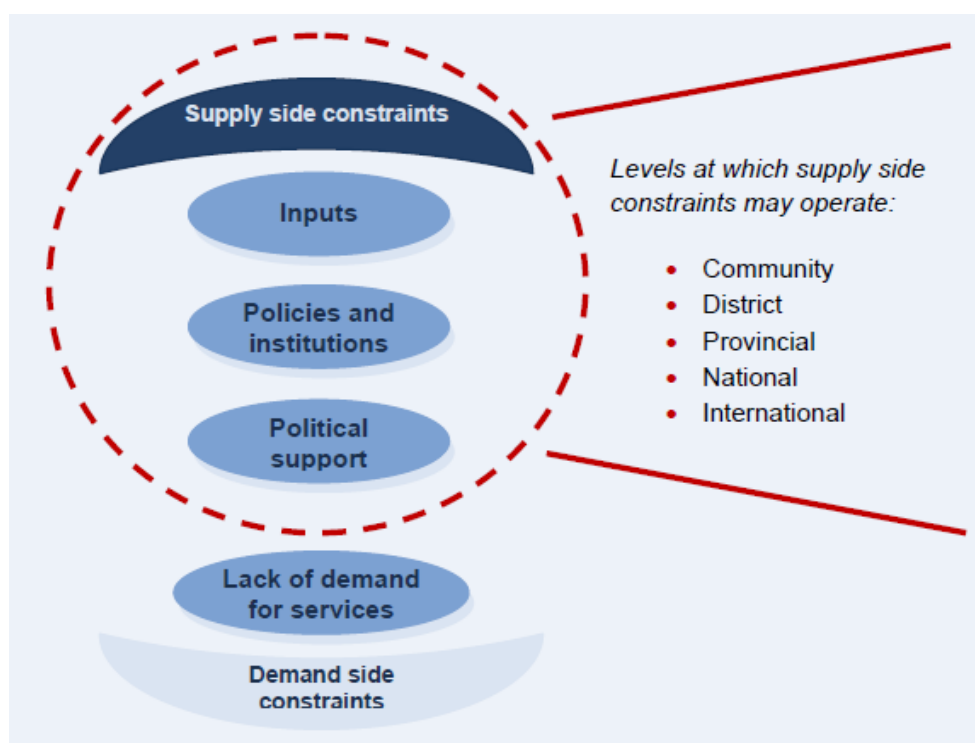 Supply side constraints
Inputs
Policies and
institutions
Political
support
Lack of demand
for services
Demand side
constraints
Levels at which supply side
constraints may operate:
• Community
• District
• Provincial
• National
• International